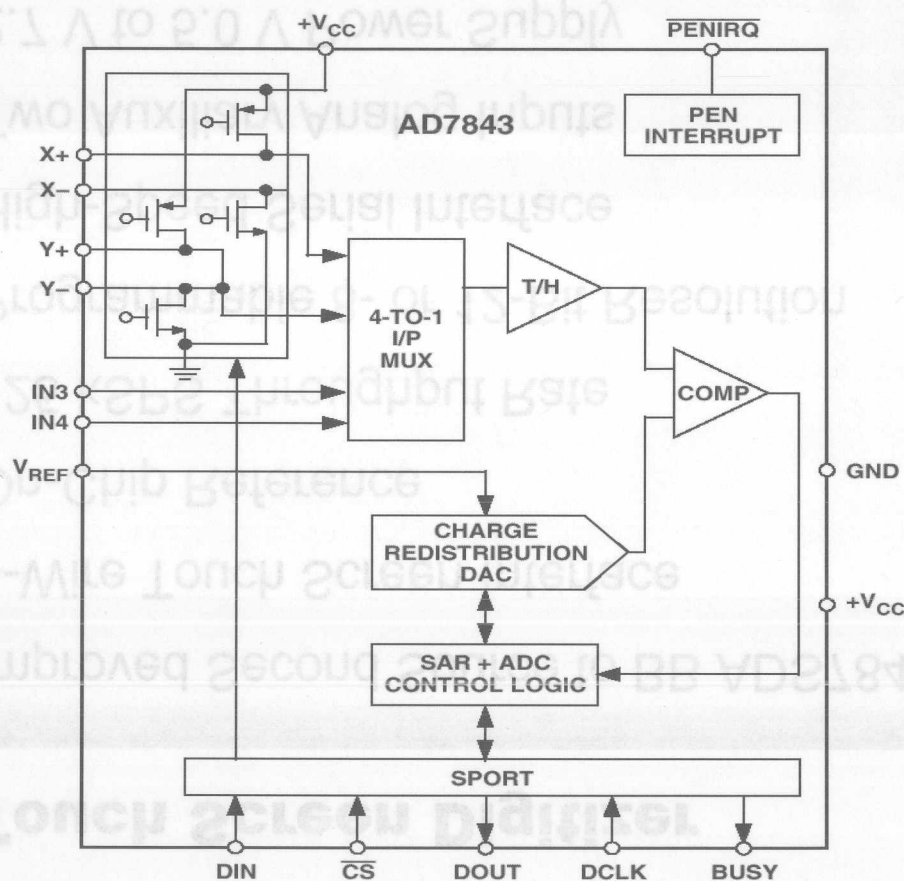 +VCC
PENIRQ
AD7843
PEN
INTERRUPT
X+
X–
Y+
Y–
4-TO-1
I/P
MUX
T/H
COMP
IN3
IN4
VREF
GND
CHARGE
REDISTRIBUTION
DAC
+VCC
SAR + ADC
CONTROL LOGIC
SPORT
DIN
CS
DOUT
DCLK
BUSY